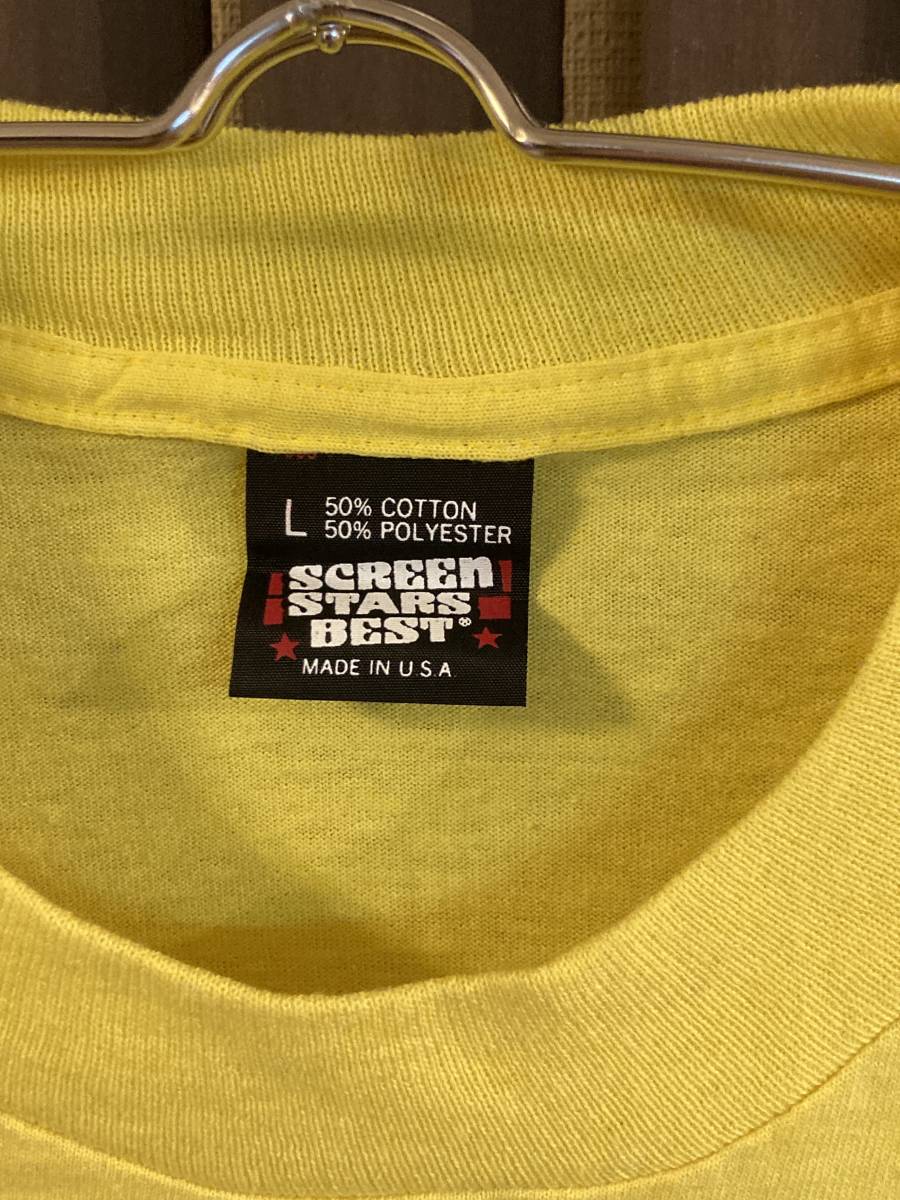 L 50% COTTON
50% POLYESTER
SCREEN
STARS
BEST®
MADE IN U.S.A.